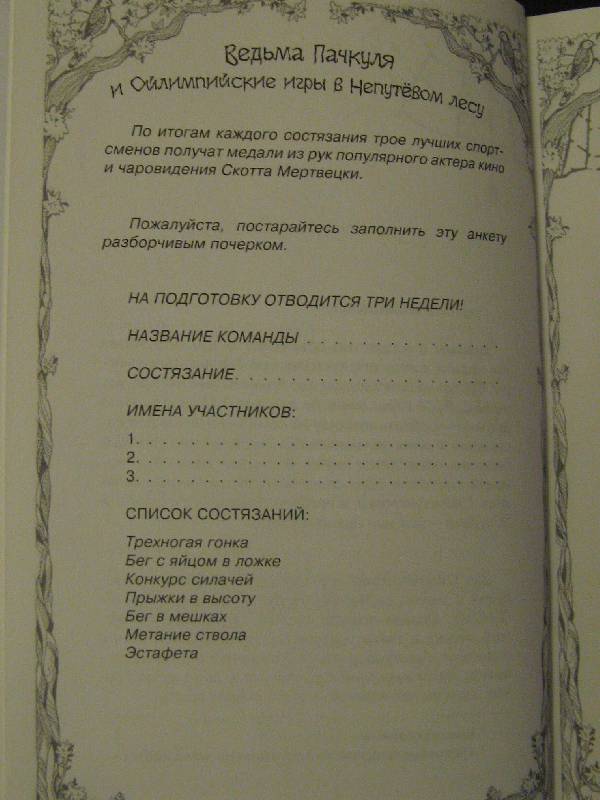 Ведьма Пачкуля
и Ойлимпийские игры в Непутёвом лесу
По итогам каждого состязания трое лучших спорт-
сменов получат медали из рук популярного актера кино
и чаровидения Скотта Мертвецки.
Пожалуйста, постарайтесь заполнить эту анкету
разборчивым почерком.
НА ПОДГОТОВКУ ОТВОДИТСЯ ТРИ НЕДЕЛИ!
НАЗВАНИЕ КОМАНДЫ . . . . . . . . . . . . . . .
СОСТЯЗАНИЕ. . . . . . . . . . . . . . . . . . . .
ИМЕНА УЧАСТНИКОВ:
1. . . . . . . . . . . . . . . . . . . . . . . . . . . .
2. . . . . . . . . . . . . . . . . . . . . . . . . . . .
3. . . . . . . . . . . . . . . . . . . . . . . . . . . .
СПИСОК СОСТЯЗАНИЙ:
Трехногая гонка
Бег с яйцом в ложке
Конкурс силачей
Прыжки в высоту
Бег в мешках
Метание ствола
Эстафета